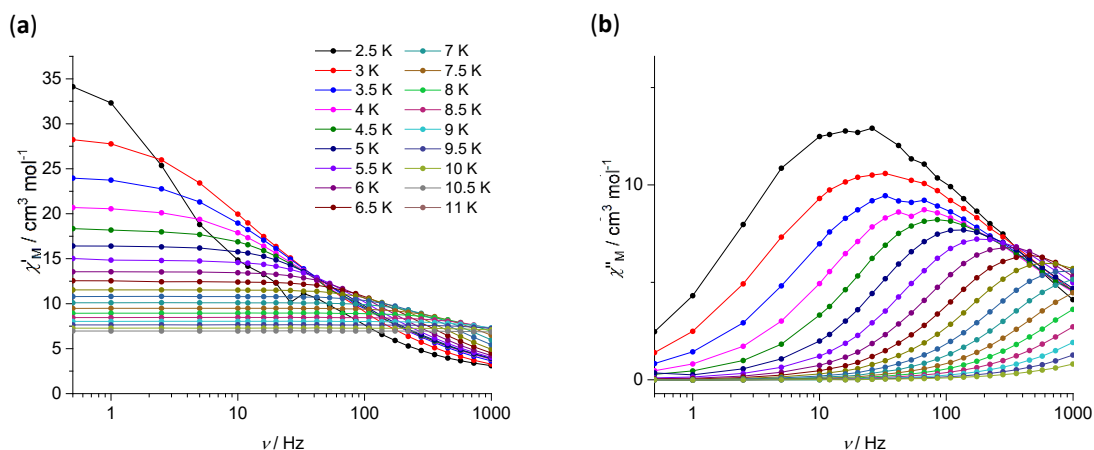 (a)
35
30
25
20
15
10
5
0
χ'M / cm³ mol⁻¹
2.5 K
3 K
3.5 K
4 K
4.5 K
5 K
5.5 K
6 K
6.5 K
7 K
7.5 K
8 K
8.5 K
9 K
9.5 K
10 K
10.5 K
11 K
1
10
100
1000
ν / Hz
(b)
10
0
χ''M / cm³ mol⁻¹
1
10
100
1000
ν / Hz